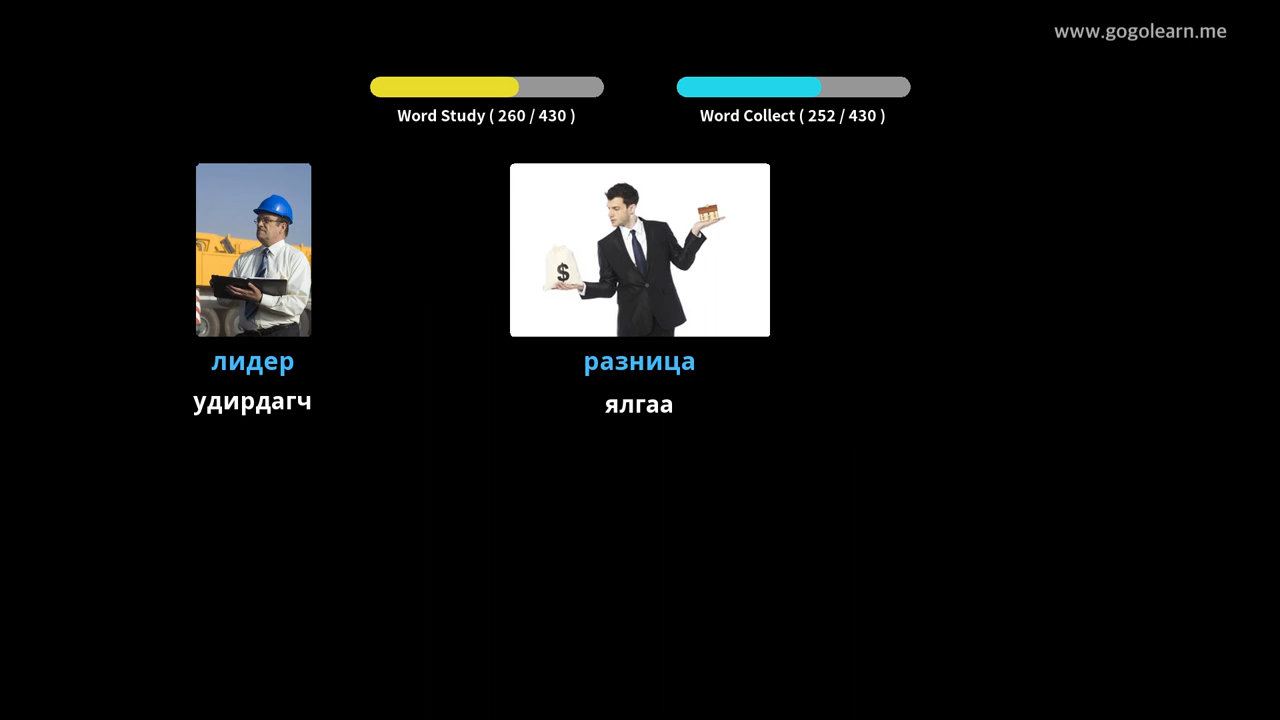 www.gogolearn.me
Word Study ( 260 / 430 )
Word Collect ( 252 / 430 )
$
лидер
удирдагч
разница
ялгаа